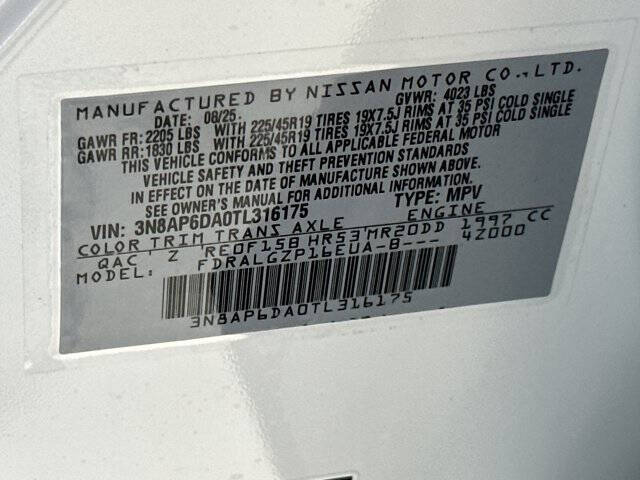 MANUFACTURED BY NISSAN MOTOR CO., LTD.
DATE: 08/25. GVWR: 4023 LBS
GAWR FR: 2205 LBS WITH 225/45R19 TIRES 19X7.5J RIMS AT 35 PSI COLD SINGLE
GAWR RR: 1830 LBS WITH 225/45R19 TIRES 19X7.5J RIMS AT 35 PSI COLD SINGLE
THIS VEHICLE CONFORMS TO ALL APPLICABLE FEDERAL MOTOR
VEHICLE SAFETY AND THEFT PREVENTION STANDARDS
IN EFFECT ON THE DATE OF MANUFACTURE SHOWN ABOVE.
SEE OWNER'S MANUAL FOR ADDITIONAL INFORMATION.
VIN: 3N8AP6DA0TL316175 TYPE: MPV
COLOR TRIM TRANS AXLE ENGINE
QAC ' Z RE0F15B HR53'MR20DD 1997 CC
MODEL: FDRALGZP16EUA-B--- 4Z000
3N8AP6DA0TL316175